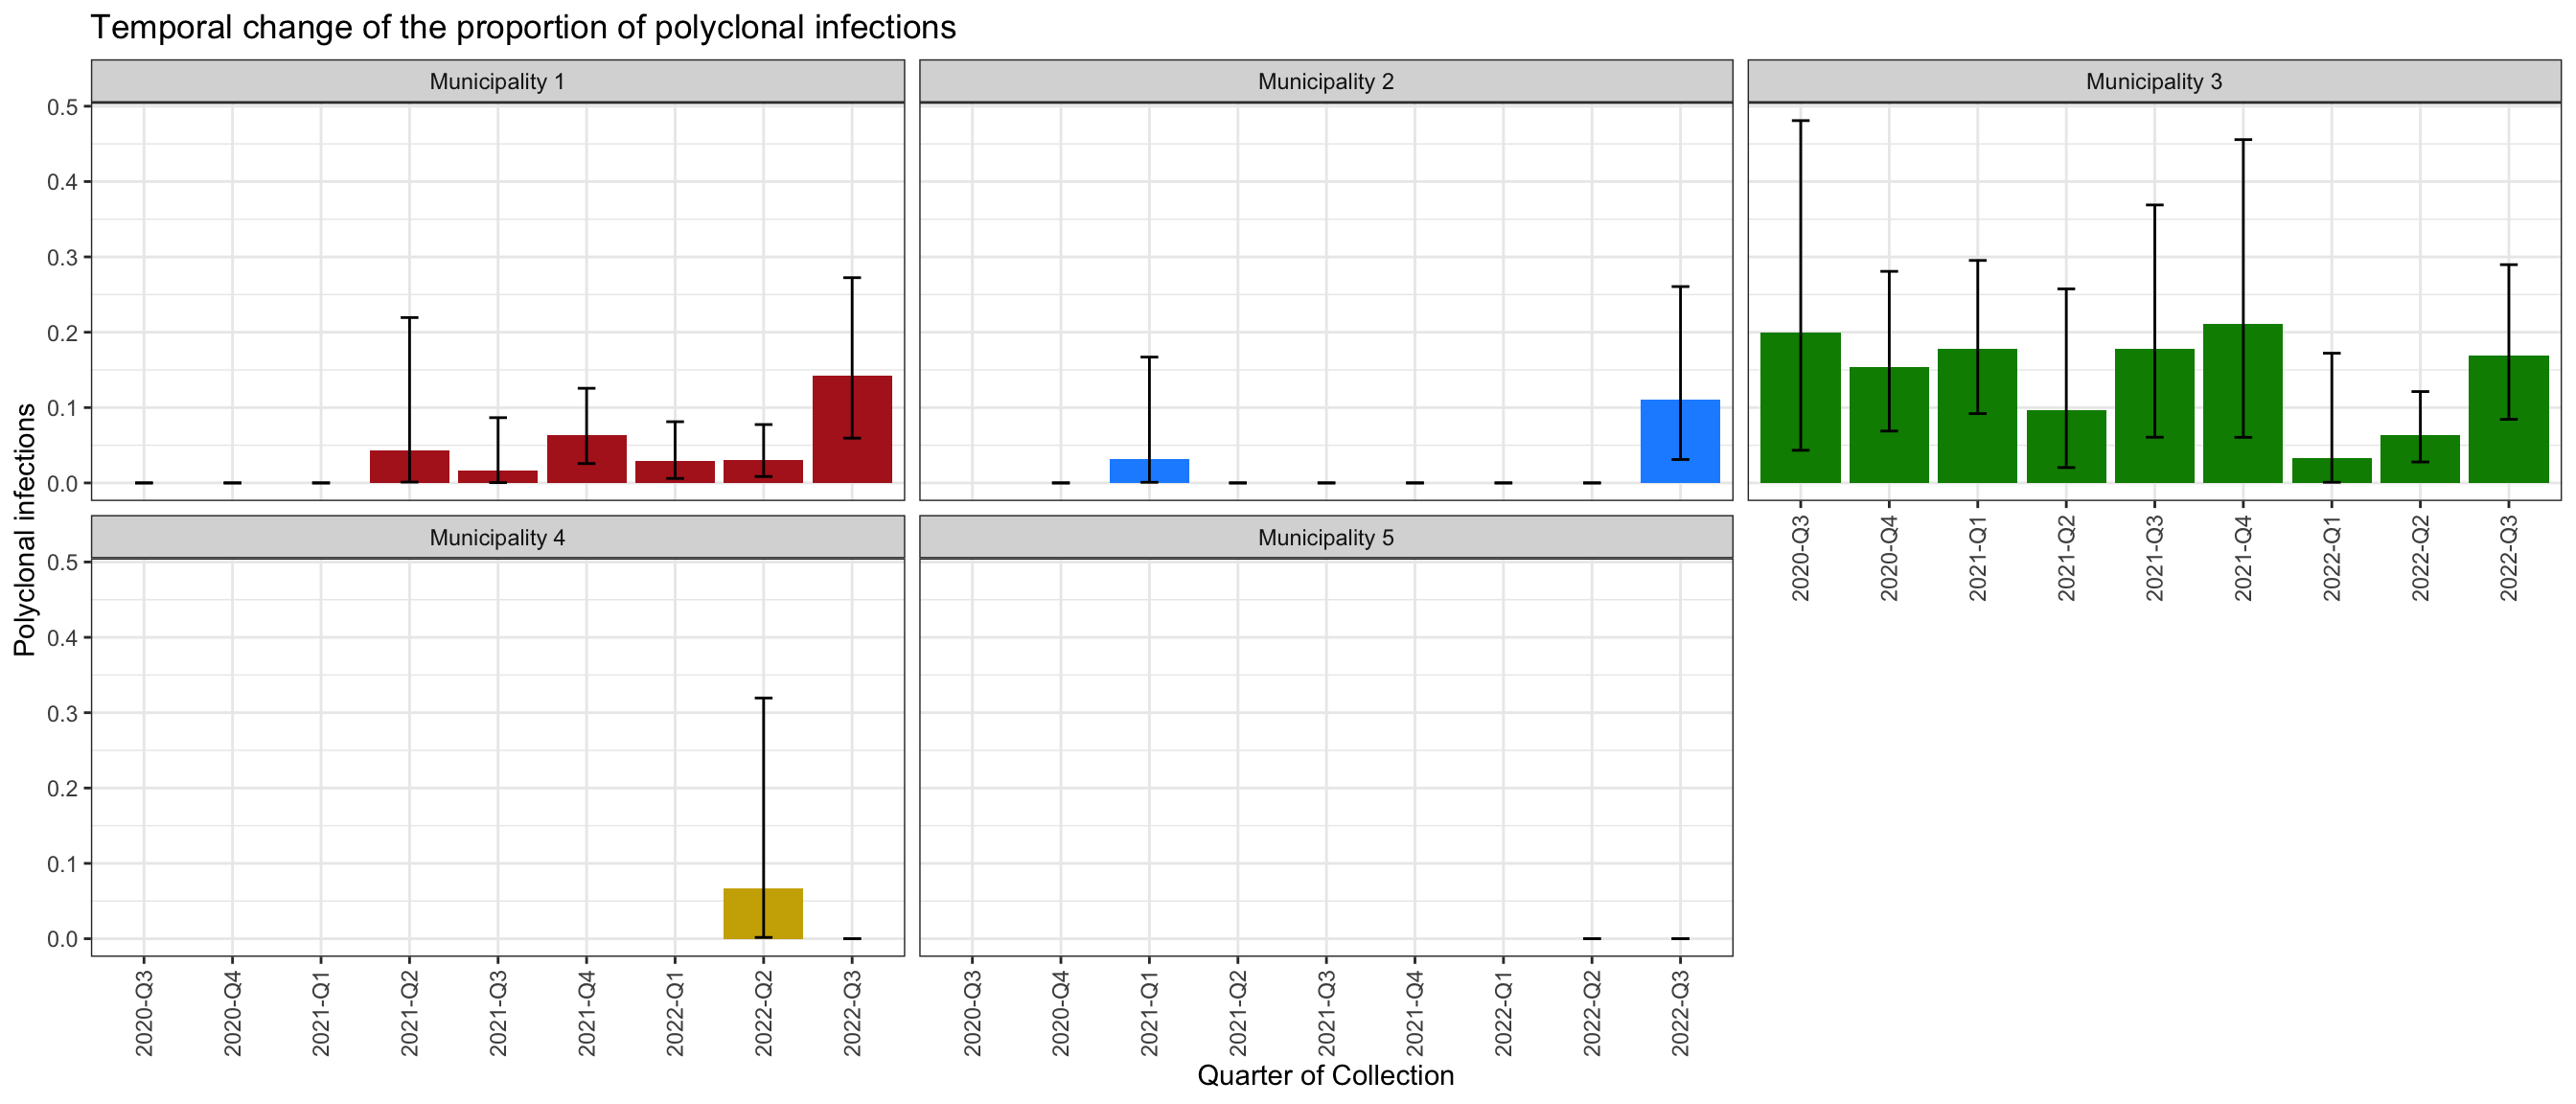 Temporal change of the proportion of polyclonal infections
Municipality 1
Municipality 2
Municipality 3
0.5
0.4
0.3
0.2
0.1
0.0
2020-Q3
2020-Q4
2021-Q1
2021-Q2
2021-Q3
2021-Q4
2022-Q1
2022-Q2
2022-Q3
Polyclonal infections
Municipality 4
Municipality 5
0.5
0.4
0.3
0.2
0.1
0.0
2020-Q3
2020-Q4
2021-Q1
2021-Q2
2021-Q3
2021-Q4
2022-Q1
2022-Q2
2022-Q3
2020-Q3
2020-Q4
2021-Q1
2021-Q2
2021-Q3
2021-Q4
2022-Q1
2022-Q2
2022-Q3
Quarter of Collection